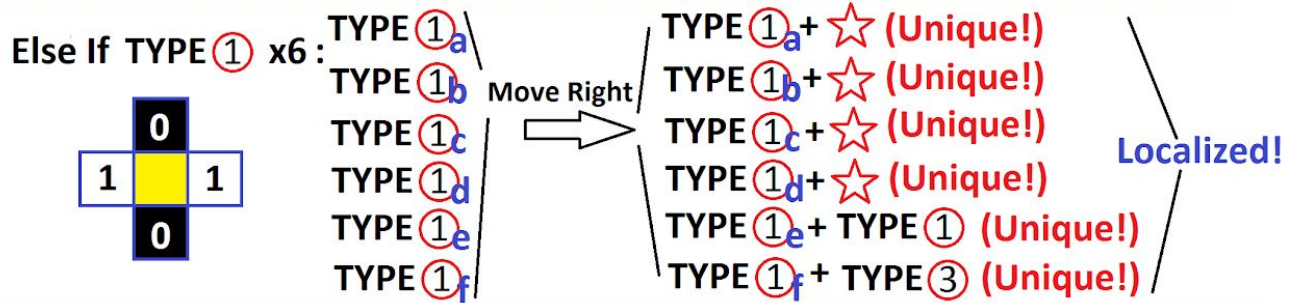 Else If TYPE 1 x6 :
0
1 1
0
TYPE 1a
TYPE 1b
TYPE 1c
TYPE 1d
TYPE 1e
TYPE 1f
Move Right
TYPE 1a + ☆ (Unique!)
TYPE 1b + ☆ (Unique!)
TYPE 1c + ☆ (Unique!)
TYPE 1d + ☆ (Unique!)
TYPE 1e + TYPE 1 (Unique!)
TYPE 1f + TYPE 3 (Unique!)
Localized!